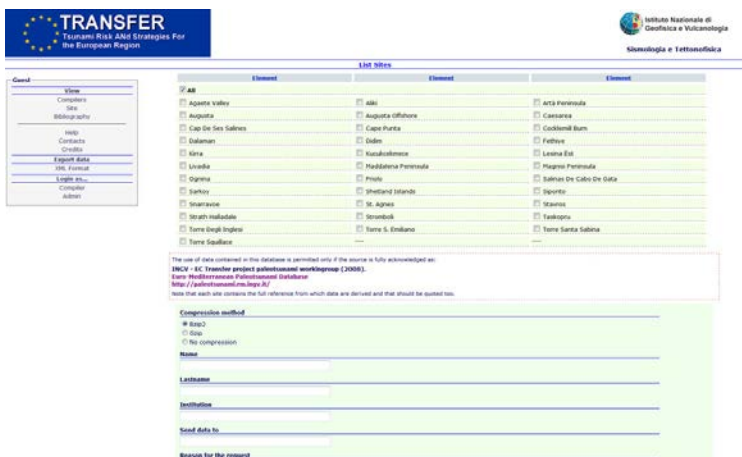 TRANSFER
Tsunami Risk ANd Strategies For
the European Region
Istituto Nazionale di
Geofisica e Vulcanologia
Sismologia e Tettonofisica
List Sites
Guest
View
Compilers
Site
Bibliography
Help
Contacts
Credits
Export data
XML Format
Login as...
Compiler
Admin
Element Element Element
All
Agaete Valley Aliki Artà Peninsula
Augusta Augusta Offshore Caesarea
Cap De Ses Salines Cape Punta Cocklemill Burn
Dalaman Didim Fethiye
Kirra Kucukcekmece Lesina Est
Livadia Maddalena Peninsula Magnisi Peninsula
Ognina Priolo Salinas De Cabo De Gata
Sarkoy Shetland Islands Siponto
Snarravoe St. Agnes Stavros
Strath Halladale Stromboli Taskopru
Torre Degli Inglesi Torre S. Emiliano Torre Santa Sabina
Torre Squillace ---- ----
The use of data contained in this database is permitted only if the source is fully acknowledged as:
INGV - EC Transfer project paleotsunami workingroup (2008).
Euro-Mediterranean Paleotsunami Database
http://paleotsunami.rm.ingv.it/
Note that each site contains the full reference from which data are derived and that should be quoted too.
Compression method
Bzip2
Gzip
No compression
Name
Lastname
Institution
Send data to
Reason for the request